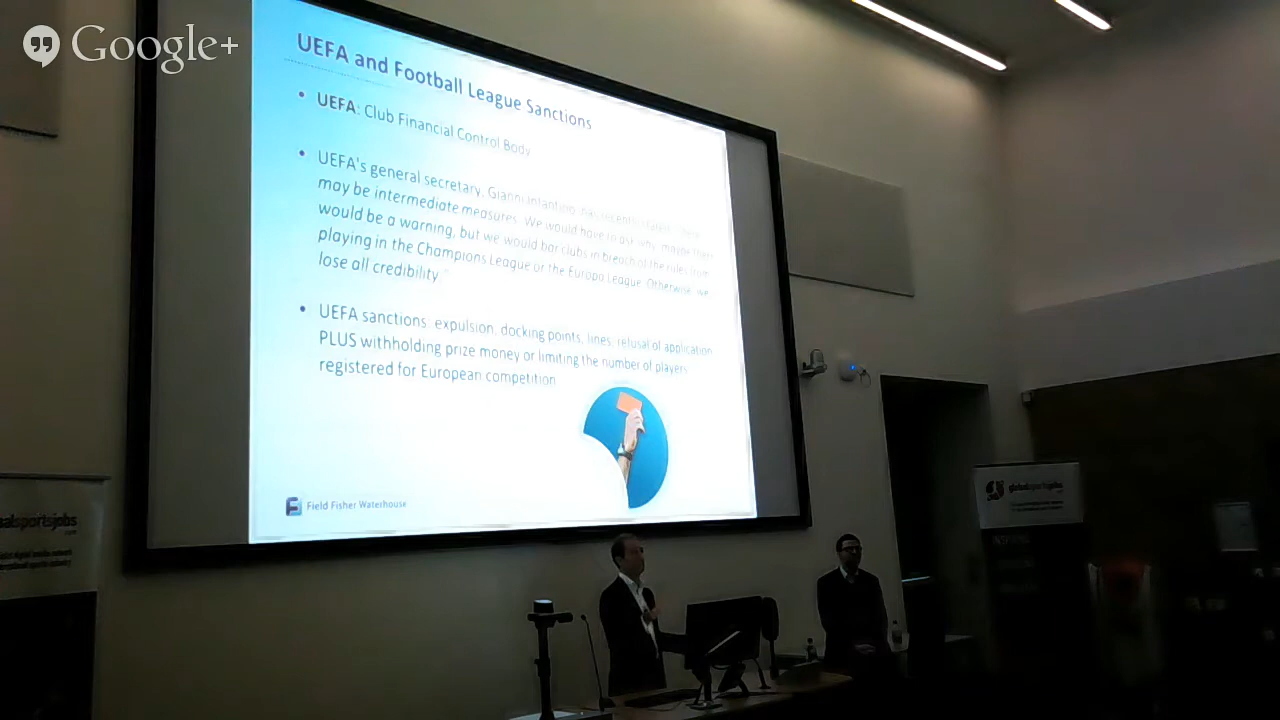 Google+
UEFA and Football League Sanctions
• UEFA: Club Financial Control Body
• UEFA's general secretary, Gianni Infantino, has recently stated
may be intermediate measures. We would have to ask why, maybe there
would be a warning, but we would bar clubs in breach of the rules from
playing in the Champions League or the Europa League. Otherwise, we
lose all credibility."
• UEFA sanctions: expulsion, docking points, fines, refusal of application
PLUS withholding prize money or limiting the number of players
registered for European competition
Field Fisher Waterhouse
alsportsjobs
globalsportsjobs